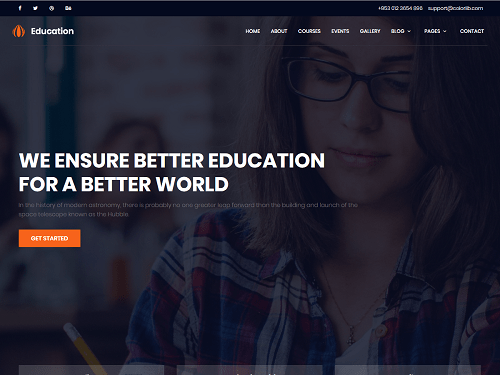 +953 012 3654 896 support@colorlib.com
Education HOME ABOUT COURSES EVENTS GALLERY BLOG PAGES CONTACT
WE ENSURE BETTER EDUCATION
FOR A BETTER WORLD
In the history of modern astronomy, there is probably no one greater leap forward than the building and launch of the
space telescope known as the Hubble.
GET STARTED